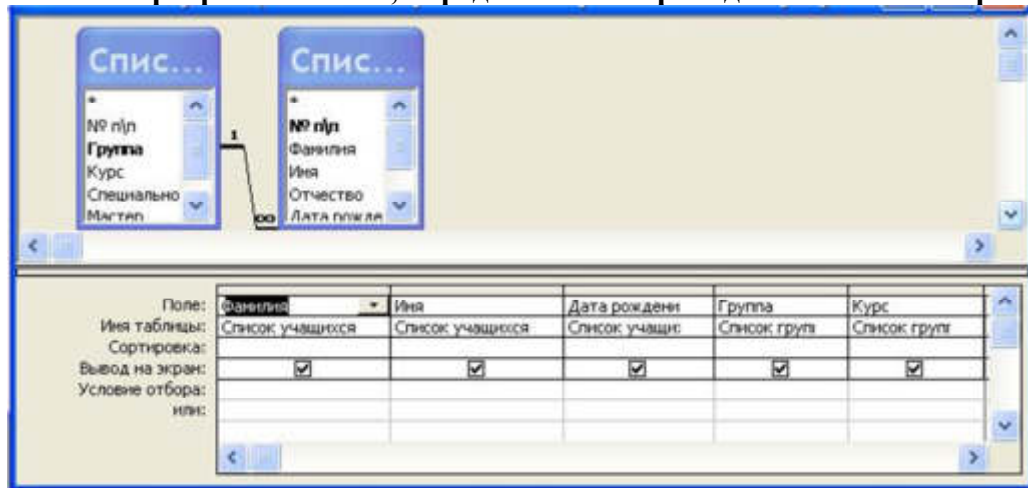 Спис...
*
№ п\п
Группа
Курс
Специально
Мастер
1
∞
Спис...
*
№ п\п
Фамилия
Имя
Отчество
Дата рожде
Поле: Фамилия Имя Дата рождени Группа Курс
Имя таблицы: Список учащихся Список учащихся Список учащи Список групп Список групп
Сортировка:
Вывод на экран:
Условие отбора:
или: